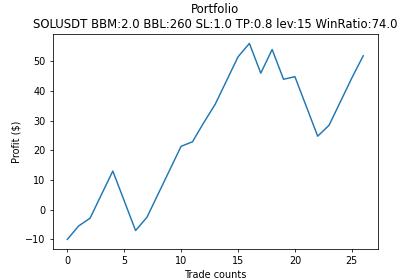 Portfolio
SOLUSDT BBM:2.0 BBL:260 SL:1.0 TP:0.8 lev:15 WinRatio:74.0
50
40
30
20
10
0
−10
Profit ($)
0 5 10 15 20 25
Trade counts